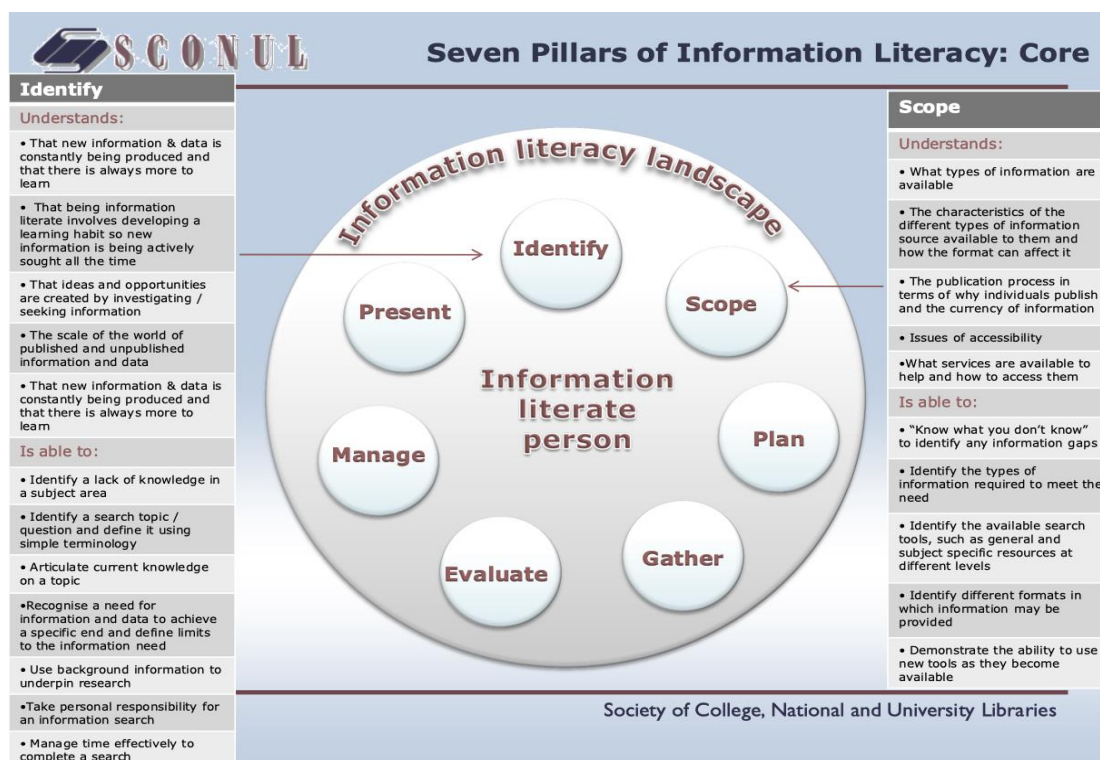 SCONUL
Seven Pillars of Information Literacy: Core
Identify
Understands:
• That new information & data is
constantly being produced and
that there is always more to
learn
• That being information
literate involves developing a
learning habit so new
information is being actively
sought all the time
• That ideas and opportunities
are created by investigating /
seeking information
• The scale of the world of
published and unpublished
information and data
• That new information & data is
constantly being produced and
that there is always more to
learn
Is able to:
• Identify a lack of knowledge in
a subject area
• Identify a search topic /
question and define it using
simple terminology
• Articulate current knowledge
on a topic
•Recognise a need for
information and data to achieve
a specific end and define limits
to the information need
• Use background information to
underpin research
•Take personal responsibility for
an information search
• Manage time effectively to
complete a search
Information literacy landscape
Identify
Scope
Plan
Gather
Evaluate
Manage
Present
Information
literate
person
Scope
Understands:
• What types of information are
available
• The characteristics of the
different types of information
source available to them and
how the format can affect it
• The publication process in
terms of why individuals publish
and the currency of information
• Issues of accessibility
•What services are available to
help and how to access them
Is able to:
• “Know what you don’t know”
to identify any information gaps
• Identify the types of
information required to meet the
need
• Identify the available search
tools, such as general and
subject specific resources at
different levels
• Identify different formats in
which information may be
provided
• Demonstrate the ability to use
new tools as they become
available
Society of College, National and University Libraries